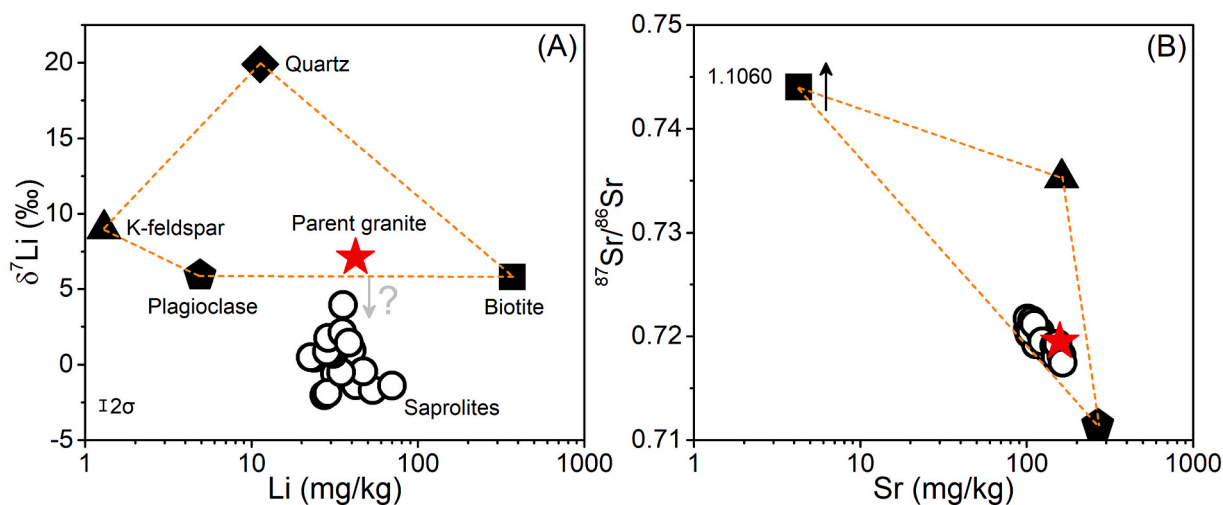 (A)
20
15
10
5
0
-5
δ⁷Li (‰)
Quartz
K-feldspar
Parent granite
Plagioclase
?
Biotite
Saprolites
2σ
1
10
100
1000
Li (mg/kg)
(B)
0.75
0.74
0.73
0.72
0.71
⁸⁷Sr/⁸⁶Sr
1.1060
1
10
100
1000
Sr (mg/kg)